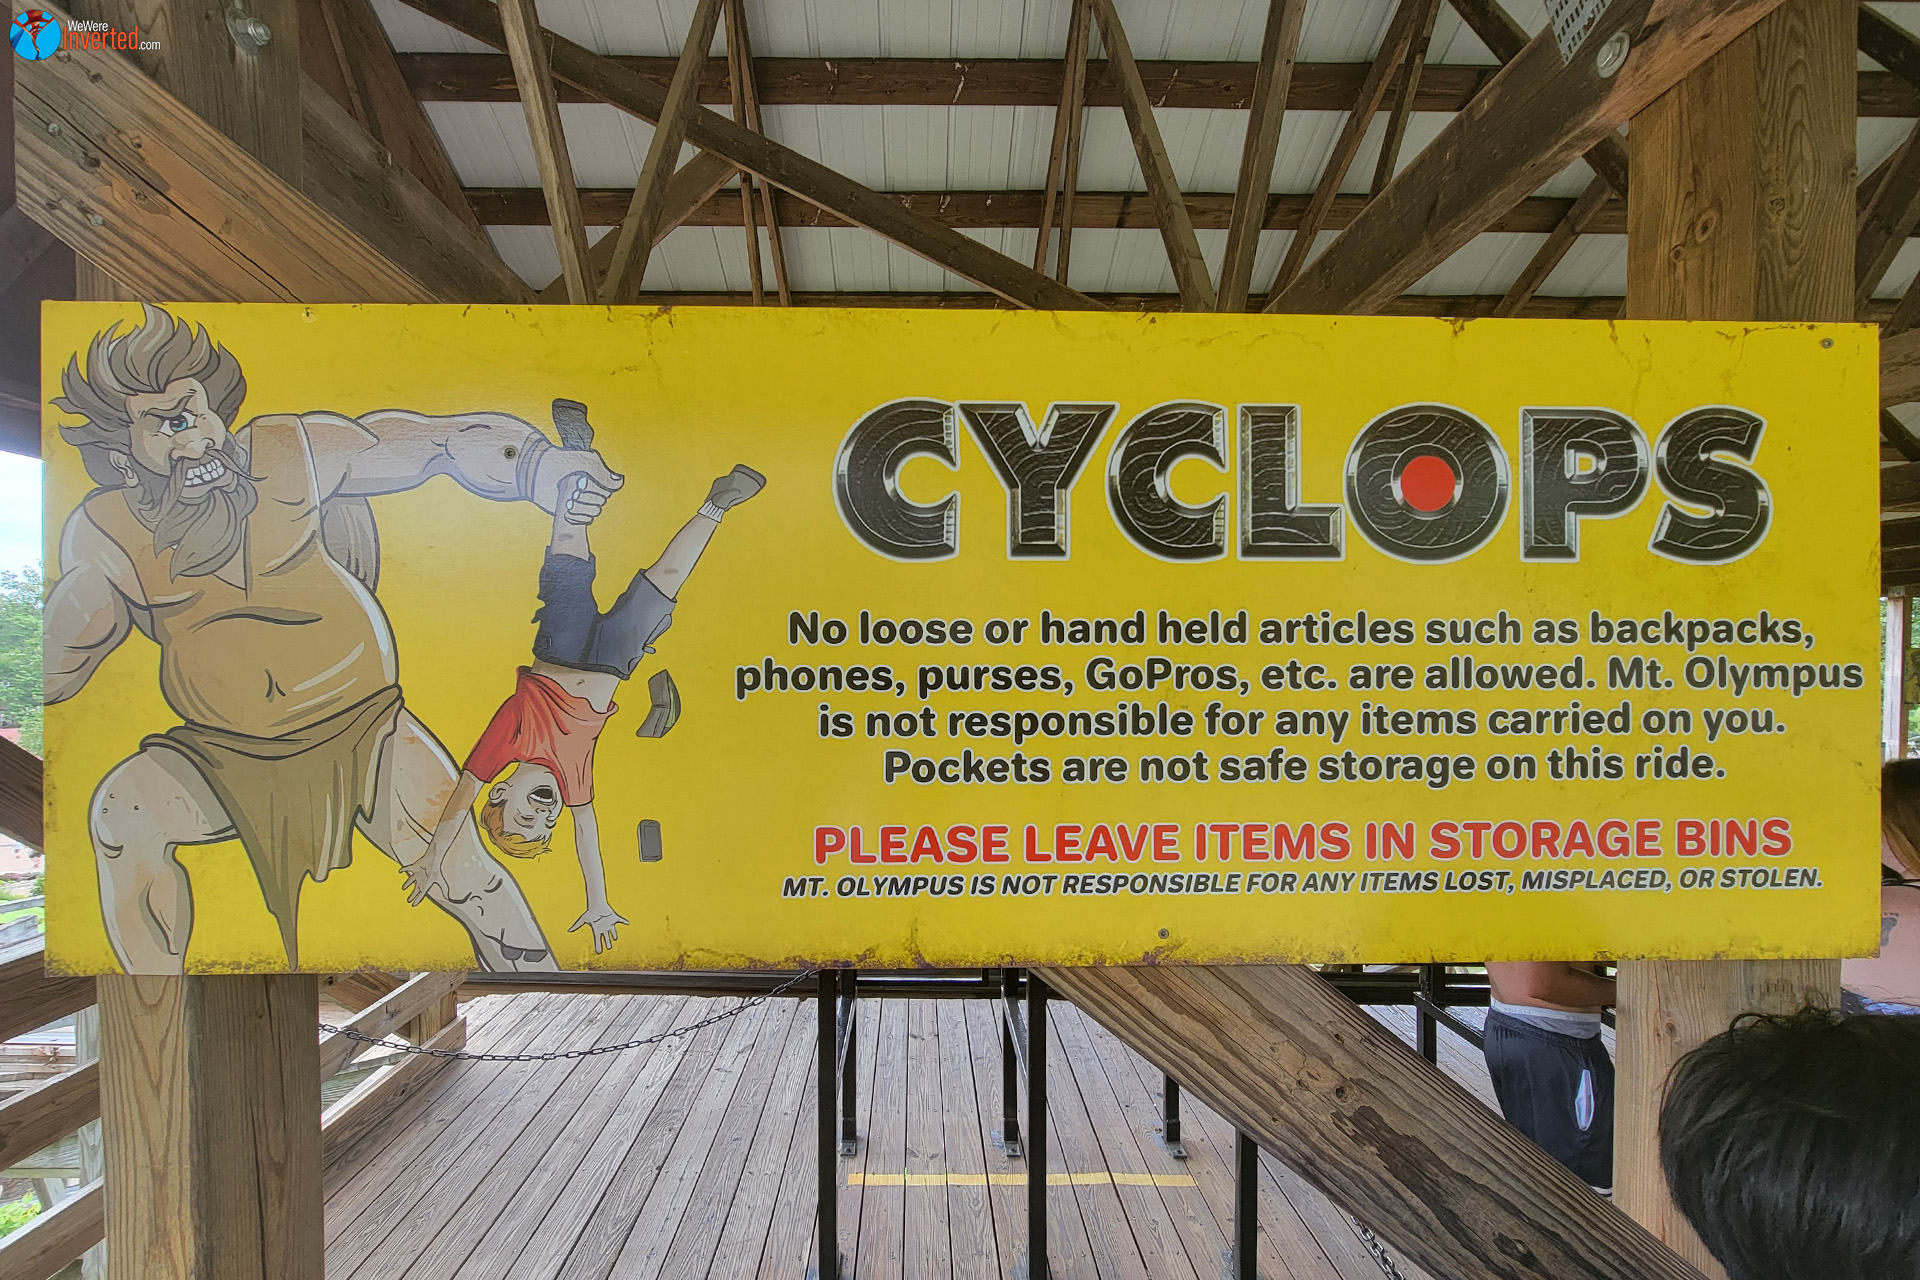 WeWere
Inverted.com
CYCLOPS
No loose or hand held articles such as backpacks,
phones, purses, GoPros, etc. are allowed. Mt. Olympus
is not responsible for any items carried on you.
Pockets are not safe storage on this ride.
PLEASE LEAVE ITEMS IN STORAGE BINS
MT. OLYMPUS IS NOT RESPONSIBLE FOR ANY ITEMS LOST, MISPLACED, OR STOLEN.